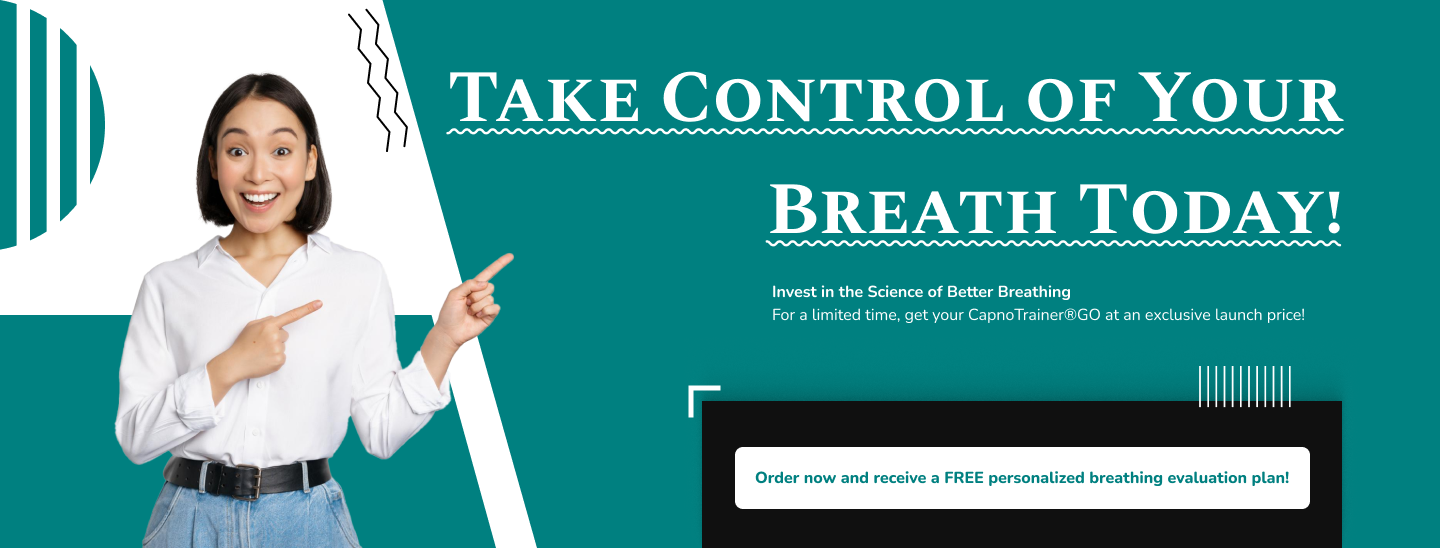 Take Control of Your
Breath Today!
Invest in the Science of Better Breathing
For a limited time, get your CapnoTrainer®GO at an exclusive launch price!
Order now and receive a FREE personalized breathing evaluation plan!